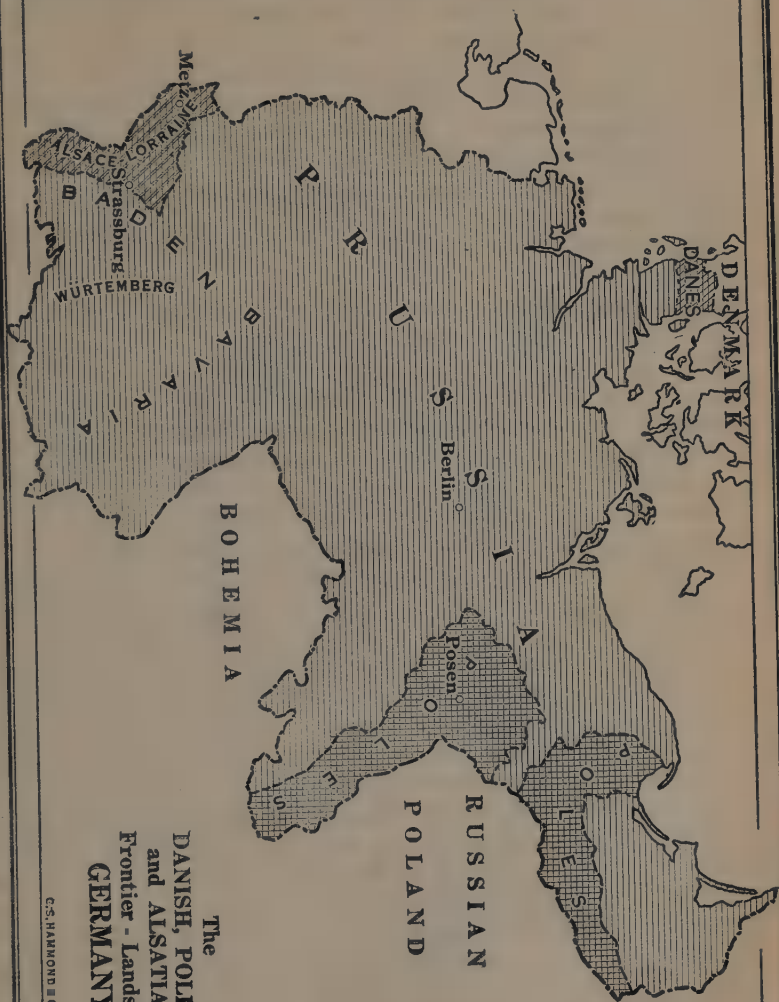 DENMARK
DANES
PRUSSIA
Berlin
POLES
Posen
POLES
RUSSIAN
POLAND
BOHEMIA
Metz
LORRAINE
ALSACE
Strassburg
BADEN
WÜRTEMBERG
BAVARIA
The
DANISH, POLI
and ALSATIA
Frontier - Lands
GERMANY
C.S.HAMMOND &